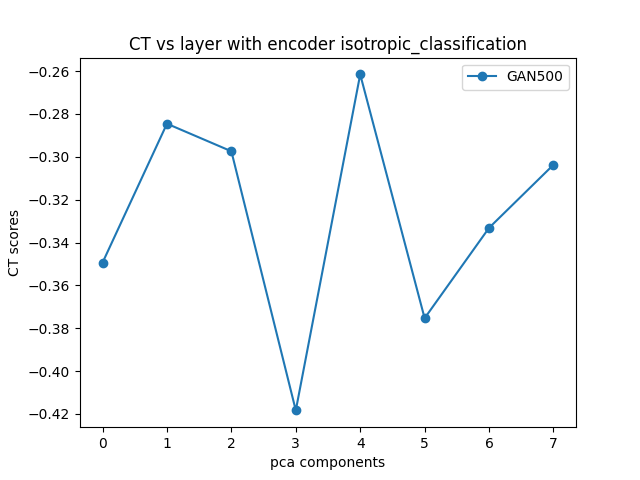 CT vs layer with encoder isotropic_classification
GAN500
CT scores
−0.26
−0.28
−0.30
−0.32
−0.34
−0.36
−0.38
−0.40
−0.42
0 1 2 3 4 5 6 7
pca components